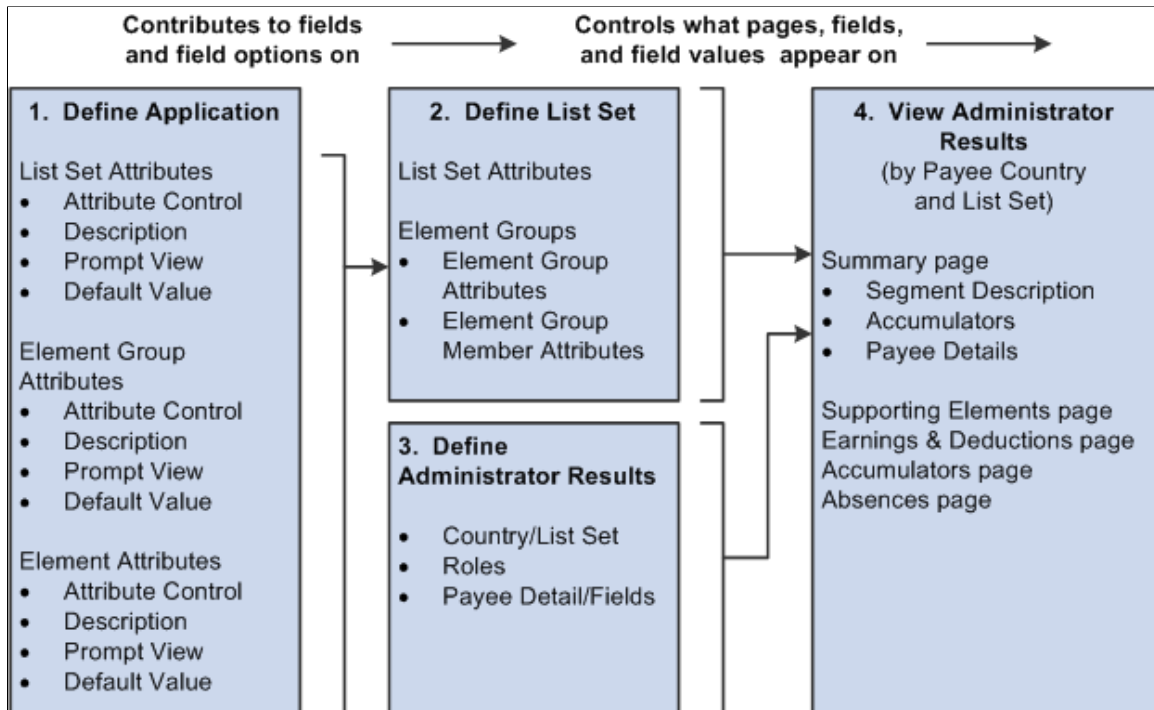 Contributes to fields
and field options on
Controls what pages, fields,
and field values appear on
1. Define Application
List Set Attributes
• Attribute Control
• Description
• Prompt View
• Default Value
Element Group
Attributes
• Attribute Control
• Description
• Prompt View
• Default Value
Element Attributes
• Attribute Control
• Description
• Prompt View
• Default Value
2. Define List Set
List Set Attributes
Element Groups
• Element Group
Attributes
• Element Group
Member Attributes
3. Define
Administrator Results
• Country/List Set
• Roles
• Payee Detail/Fields
4. View Administrator
Results
(by Payee Country
and List Set)
Summary page
• Segment Description
• Accumulators
• Payee Details
Supporting Elements page
Earnings & Deductions page
Accumulators page
Absences page